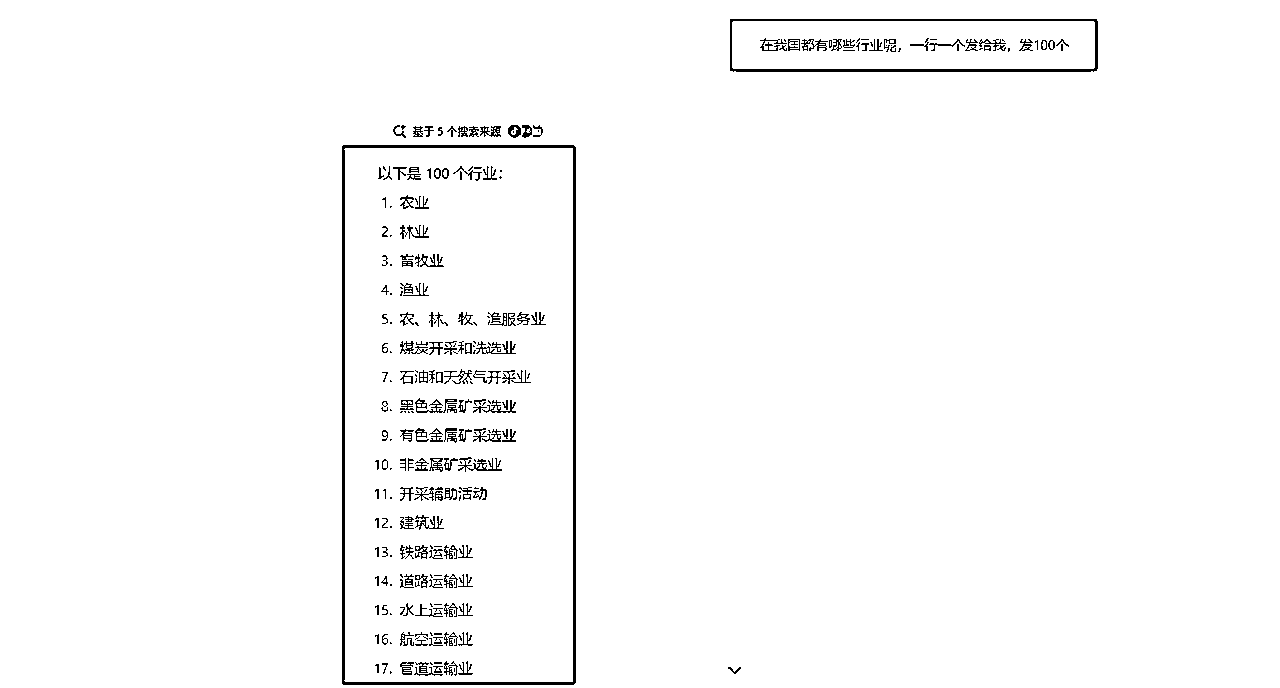 在我国都有哪些行业呢，一行一个发给我，发100个
基于 5 个搜索来源
以下是 100 个行业：
1. 农业
2. 林业
3. 畜牧业
4. 渔业
5. 农、林、牧、渔服务业
6. 煤炭开采和洗选业
7. 石油和天然气开采业
8. 黑色金属矿采选业
9. 有色金属矿采选业
10. 非金属矿采选业
11. 开采辅助活动
12. 建筑业
13. 铁路运输业
14. 道路运输业
15. 水上运输业
16. 航空运输业
17. 管道运输业